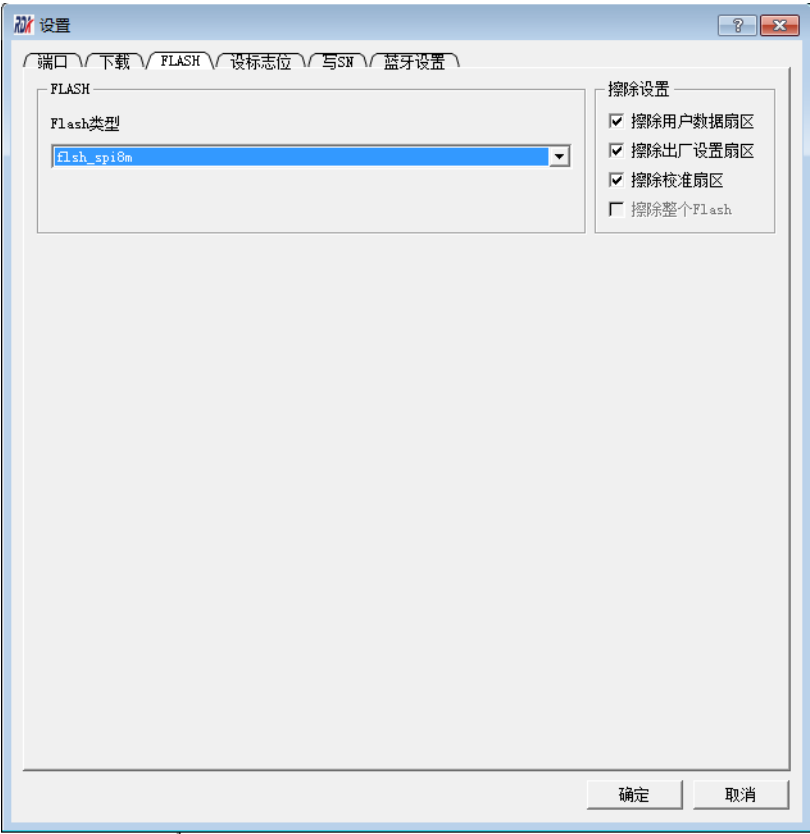 RDK 设置
端口 下载 FLASH 设标志位 写SN 蓝牙设置
FLASH
Flash类型
flsh_spi8m
擦除设置
擦除用户数据扇区
擦除出厂设置扇区
擦除校准扇区
擦除整个Flash
确定 取消